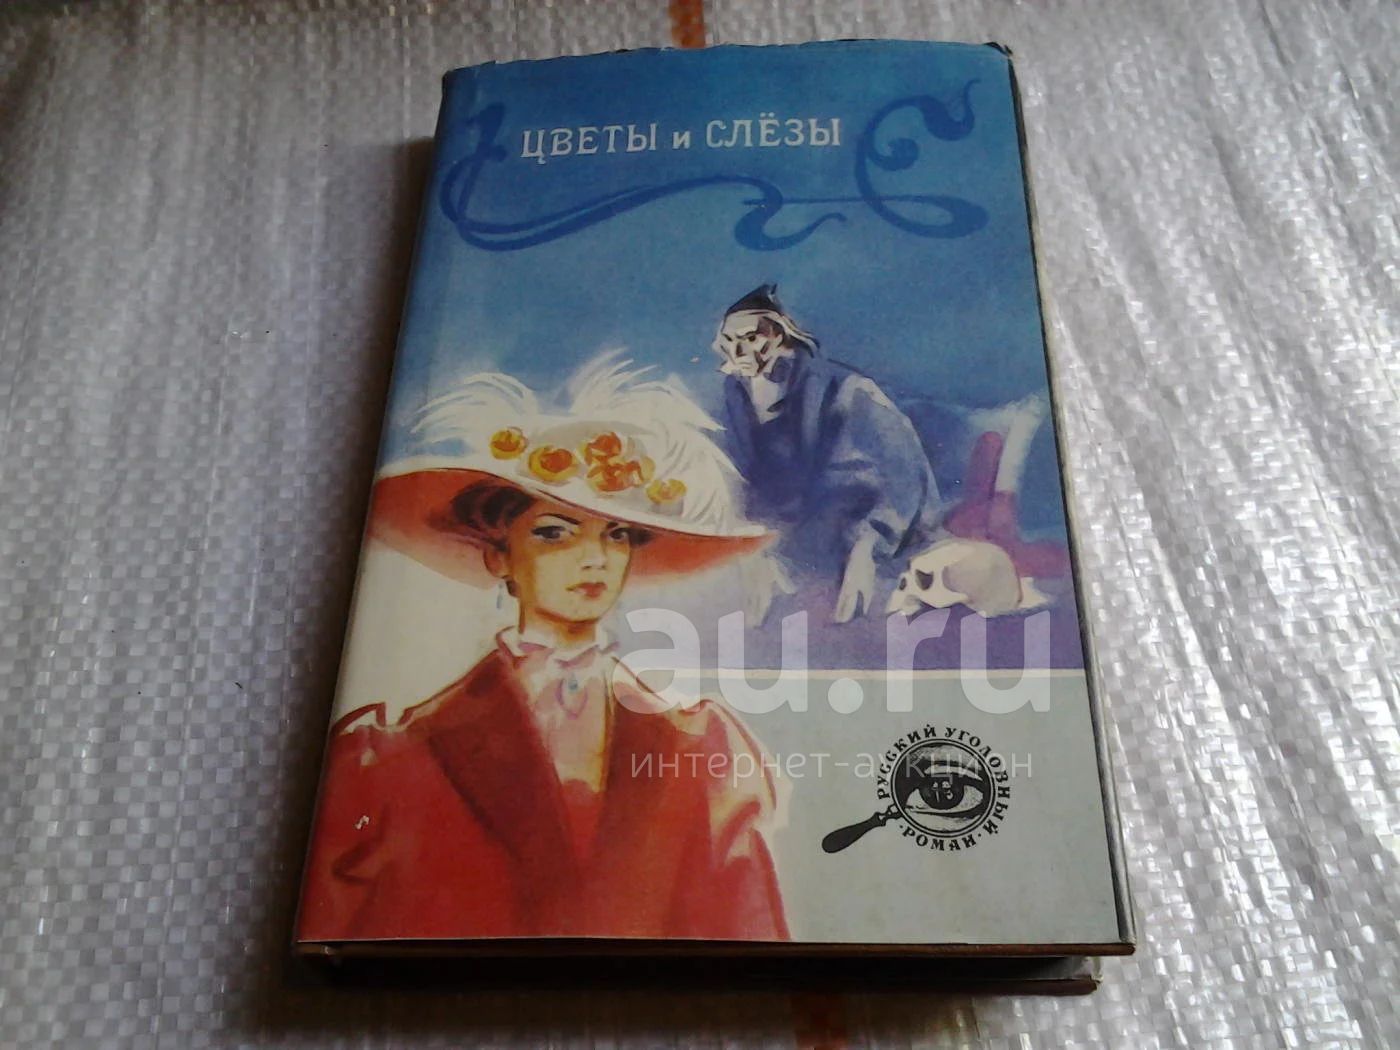 ЦВЕТЫ и СЛЁЗЫ
au.ru
интернет-аукцион
РУССКИЙ УГОЛОВНЫЙ
· РОМАН ·